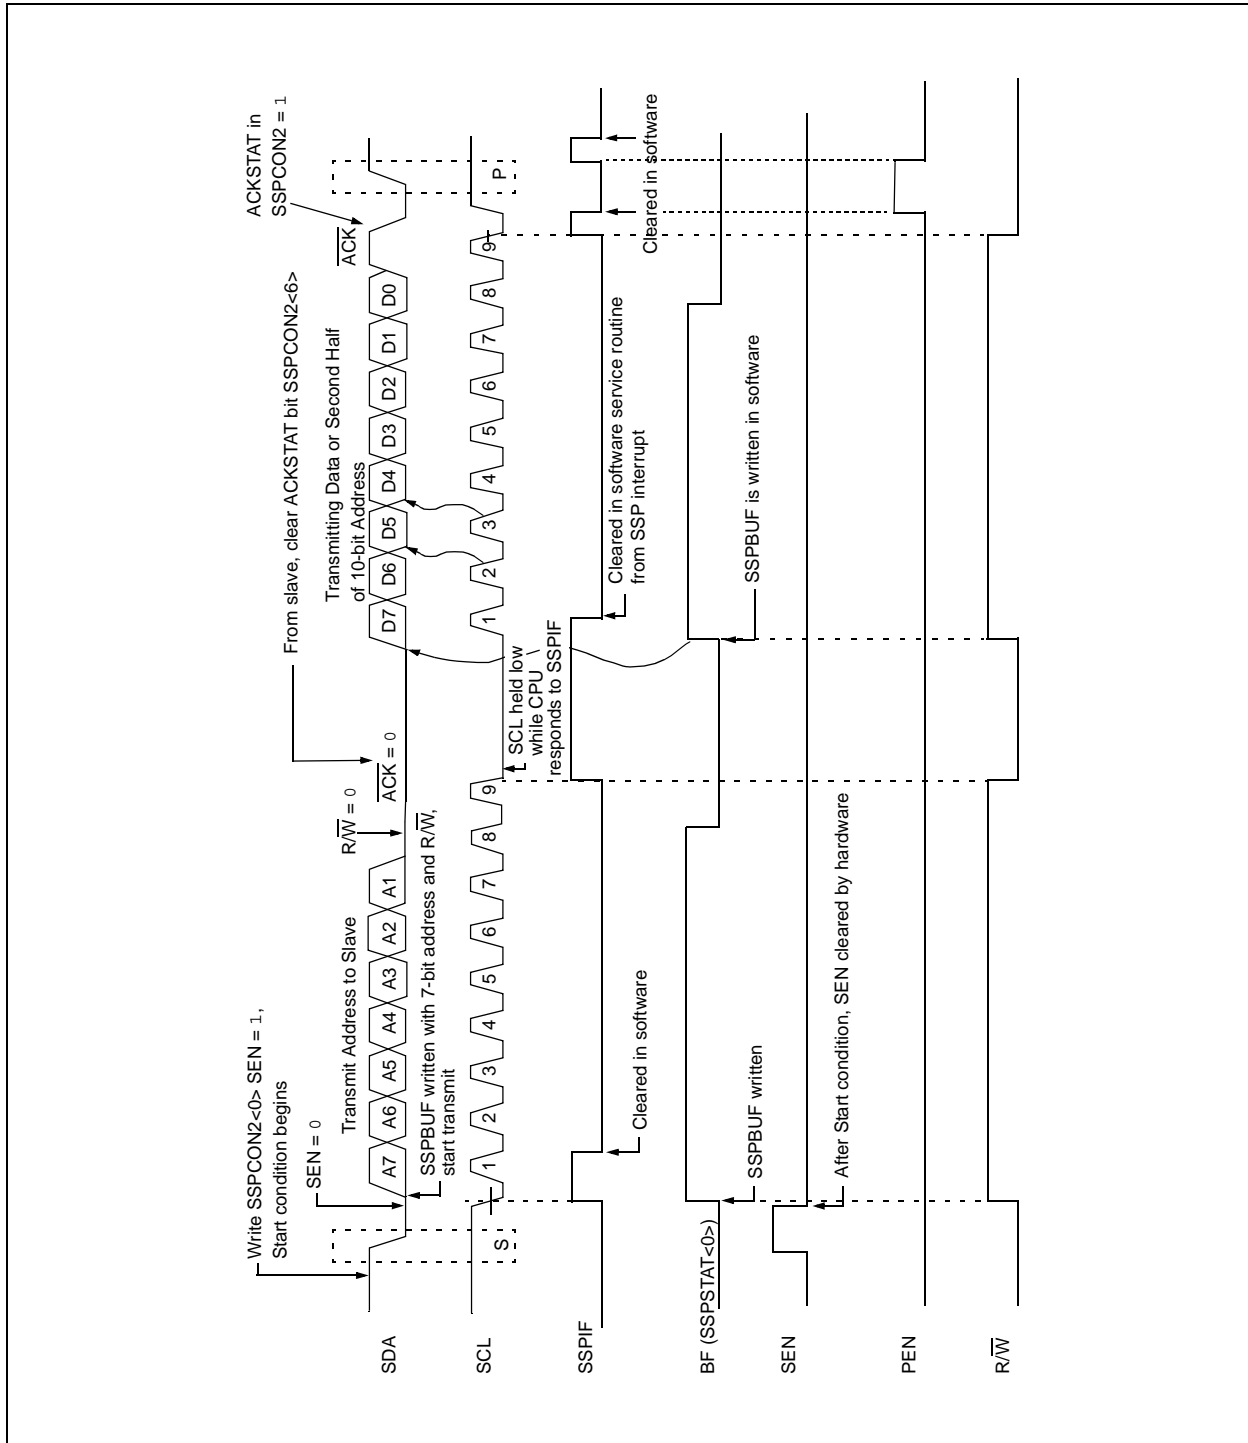 Write SSPCON2<0> SEN = 1,
Start condition begins
SEN = 0
Transmit Address to Slave
R/W = 0
From slave, clear ACKSTAT bit SSPCON2<6>
ACK = 0
Transmitting Data or Second Half
of 10-bit Address
ACKSTAT in
SSPCON2 = 1
ACK
SDA
A7 A6 A5 A4 A3 A2 A1
D7 D6 D5 D4 D3 D2 D1 D0
SSPBUF written with 7-bit address and R/W,
start transmit
SCL
S
1 2 3 4 5 6 7 8 9
1 2 3 4 5 6 7 8 9
P
SCL held low
while CPU
responds to SSPIF
SSPIF
Cleared in software
Cleared in software service routine
from SSP interrupt
Cleared in software
BF (SSPSTAT<0>)
SSPBUF written
SSPBUF is written in software
SEN
After Start condition, SEN cleared by hardware
PEN
R/W